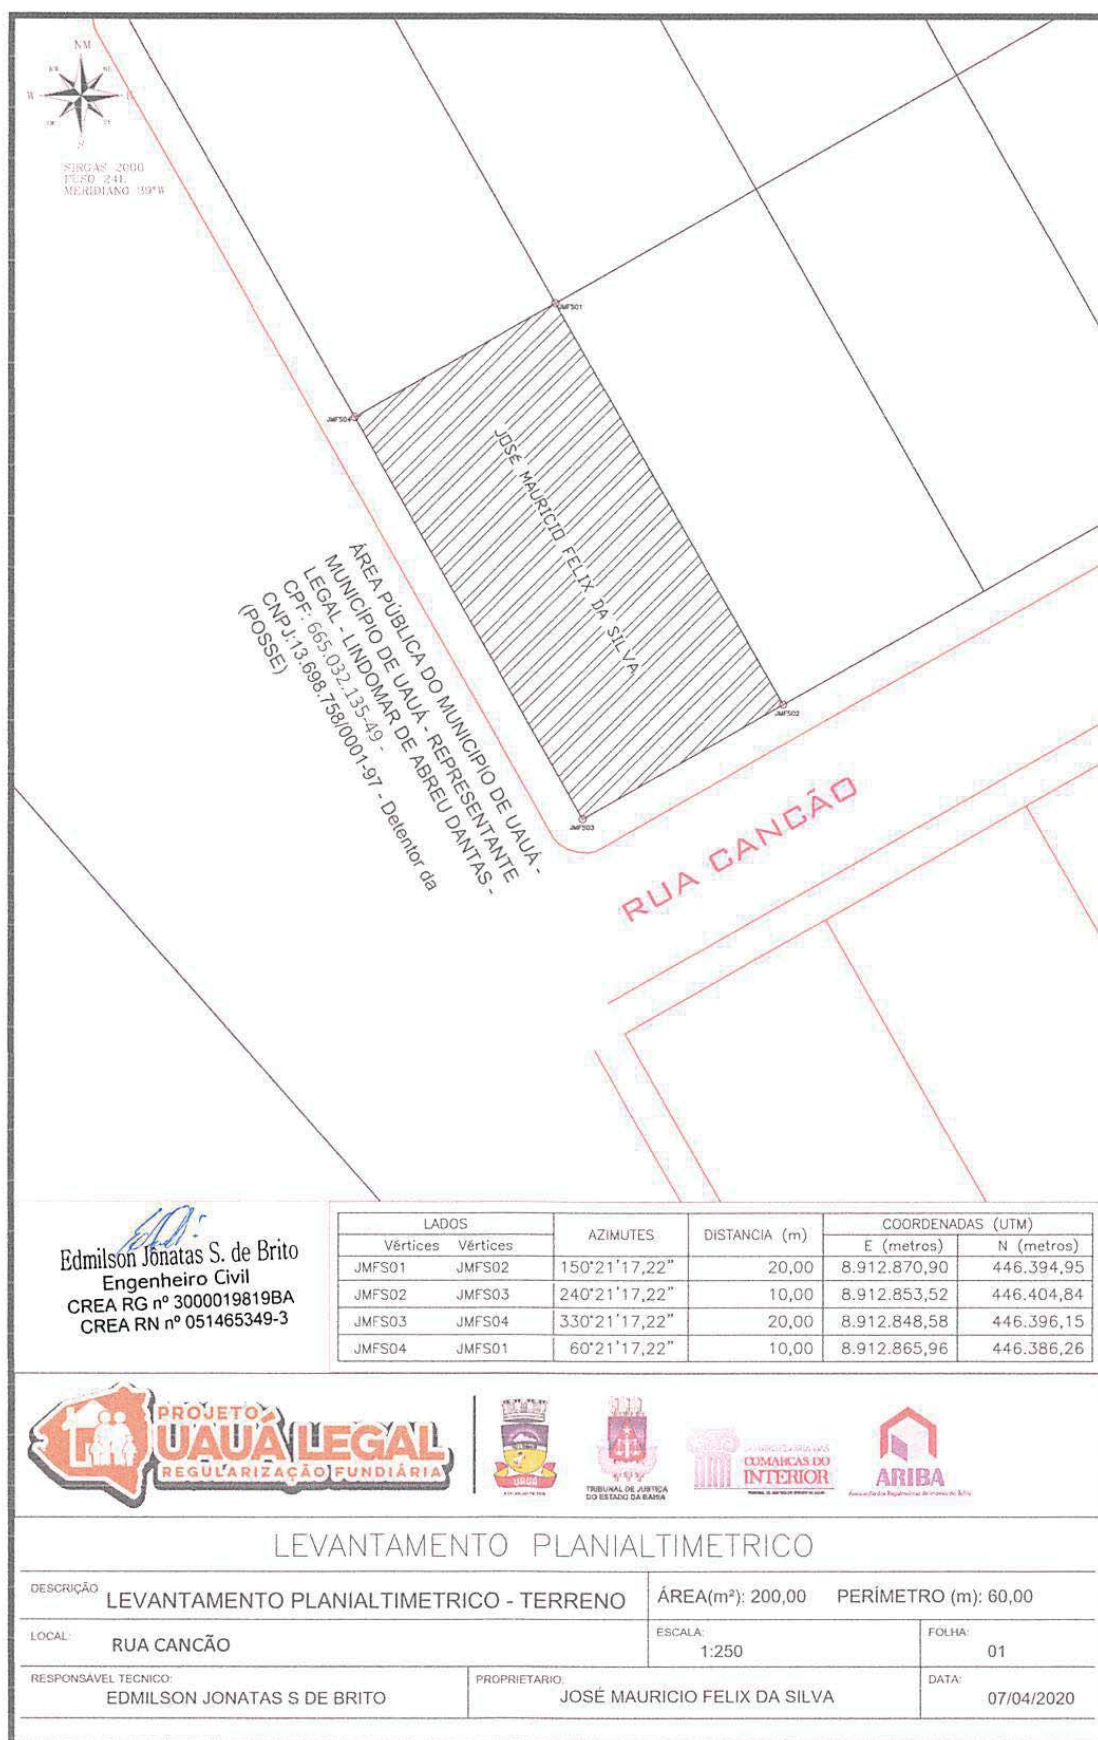 NM
W
E
S
SIRGAS 2000
FUSO 24L
MERIDIANO 39°W
JMFS01
JMFS04
JOSÉ MAURICIO FELIX DA SILVA
JMFS02
JMFS03
ÁREA PÚBLICA DO MUNICIPIO DE UAUÁ -
MUNICÍPIO DE UAUÁ - REPRESENTANTE
LEGAL - LINDOMAR DE ABREU DANTAS -
CPF: 665.032.135-49 -
CNPJ:13.698.758/0001-97 - Detentor da
(POSSE)
RUA CANCÃO
Edmilson Jonatas S. de Brito
Engenheiro Civil
CREA RG nº 3000019819BA
CREA RN nº 051465349-3
LADOS AZIMUTES DISTANCIA (m) COORDENADAS (UTM)
Vértices Vértices E (metros) N (metros)
JMFS01 JMFS02 150°21'17,22" 20,00 8.912.870,90 446.394,95
JMFS02 JMFS03 240°21'17,22" 10,00 8.912.853,52 446.404,84
JMFS03 JMFS04 330°21'17,22" 20,00 8.912.848,58 446.396,15
JMFS04 JMFS01 60°21'17,22" 10,00 8.912.865,96 446.386,26
PROJETO
UAUÁ LEGAL
REGULARIZAÇÃO FUNDIÁRIA
UAUÁ
TRIBUNAL DE JUSTIÇA
DO ESTADO DA BAHIA
COMARCAS DO
INTERIOR
ARIBA
LEVANTAMENTO PLANIALTIMETRICO
DESCRIÇÃO LEVANTAMENTO PLANIALTIMETRICO - TERRENO ÁREA(m²): 200,00 PERÍMETRO (m): 60,00
LOCAL: RUA CANCÃO ESCALA: 1:250 FOLHA: 01
RESPONSÁVEL TECNICO: EDMILSON JONATAS S DE BRITO PROPRIETARIO: JOSÉ MAURICIO FELIX DA SILVA DATA: 07/04/2020